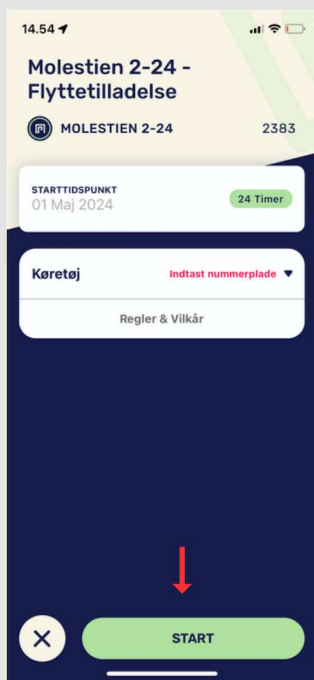 14.54
Molestien 2-24 -
Flyttetilladelse
MOLESTIEN 2-24 2383
STARTTIDSPUNKT
01 Maj 2024
24 Timer
Køretøj Indtast nummerplade
Regler & Vilkår
START